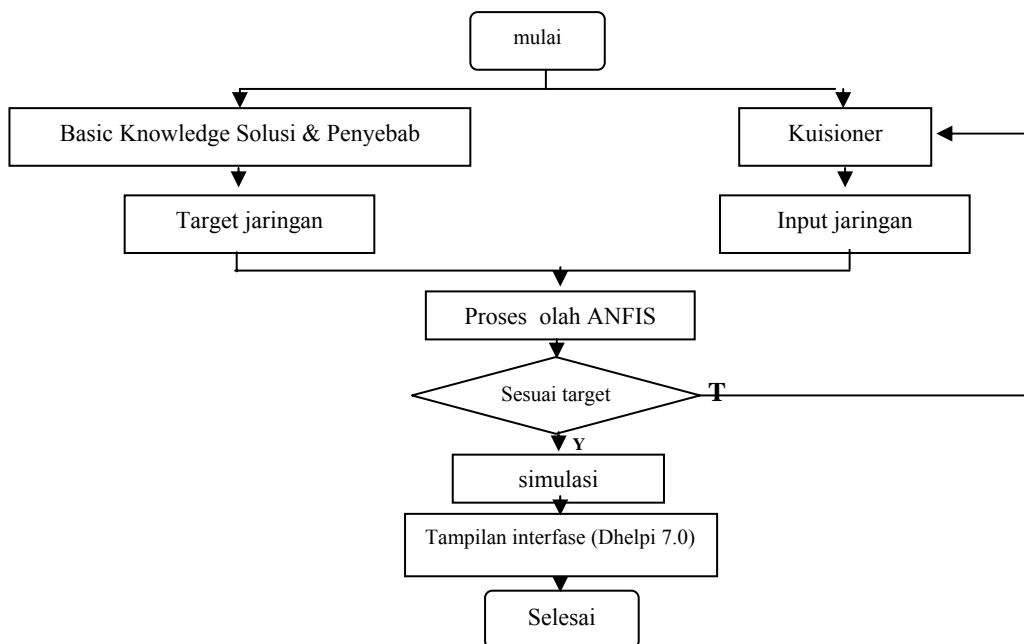 mulai
Basic Knowledge Solusi & Penyebab
Kuisioner
Target jaringan
Input jaringan
Proses olah ANFIS
Sesuai target
T
Y
simulasi
Tampilan interfase (Dhelpi 7.0)
Selesai